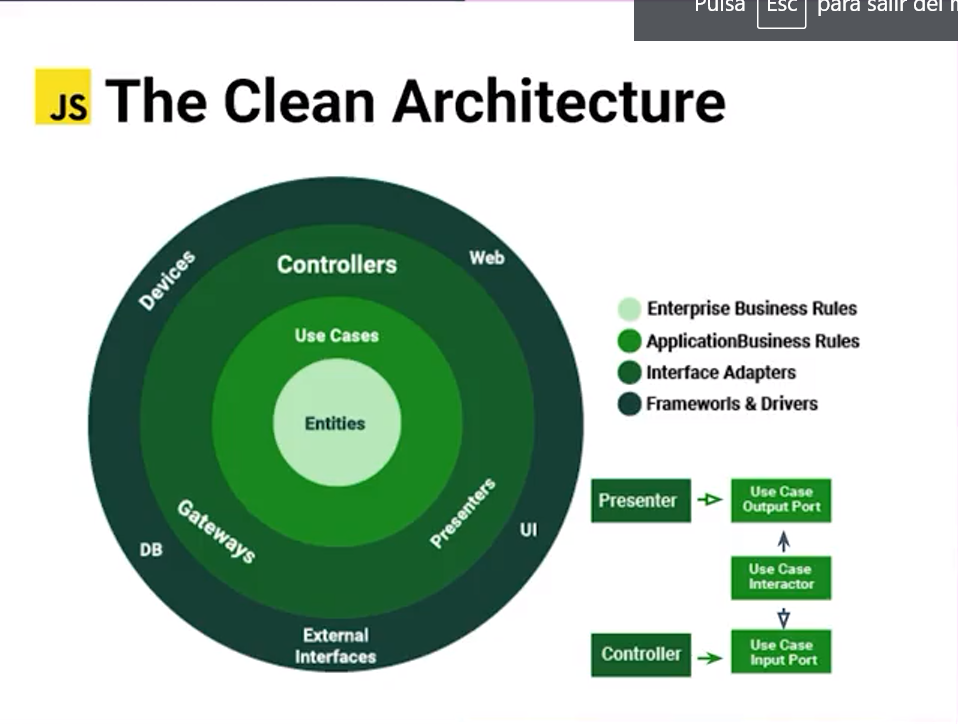 Pulsa Esc para salir del
JS The Clean Architecture
Devices
Controllers
Web
Use Cases
Entities
Gateways
Presenters
DB
UI
External
Interfaces
Enterprise Business Rules
ApplicationBusiness Rules
Interface Adapters
Frameworls & Drivers
Presenter
Use Case
Output Port
Use Case
Interactor
Controller
Use Case
Input Port